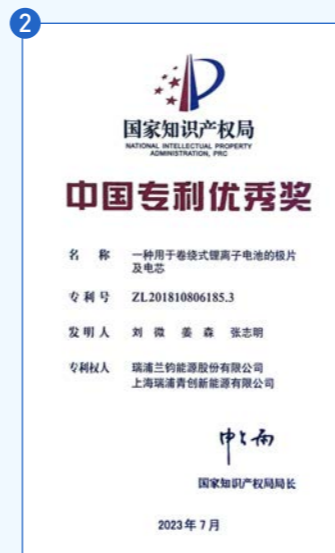 2
国家知识产权局
NATIONAL INTELLECTUAL PROPERTY
ADMINISTRATION, PRC
中国专利优秀奖
名 称 一种用于卷绕式锂离子电池的极片
及电芯
专利号 ZL201810806185.3
发明人 刘 微 姜 森 张志明
专利权人 瑞浦兰钧能源股份有限公司
上海瑞浦青创新能源有限公司
申长雨
国家知识产权局局长
2023年7月